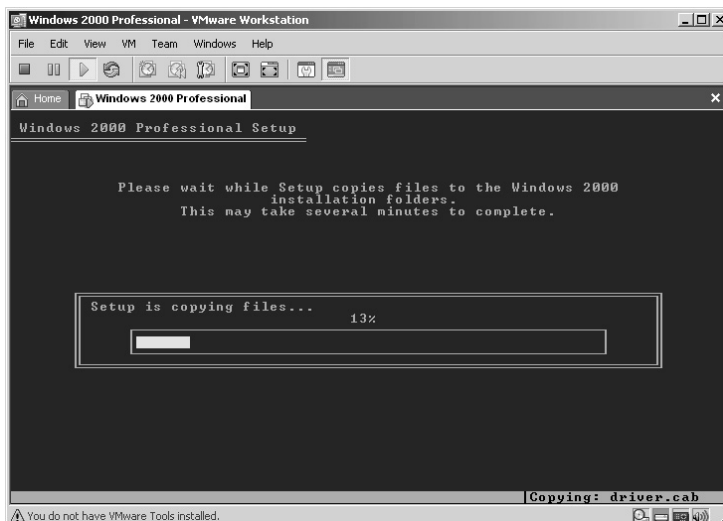 Windows 2000 Professional - VMware Workstation
File Edit View VM Team Windows Help
Home Windows 2000 Professional
Windows 2000 Professional Setup
Please wait while Setup copies files to the Windows 2000
installation folders.
This may take several minutes to complete.
Setup is copying files...
13%
Copying: driver.cab
You do not have VMware Tools installed.